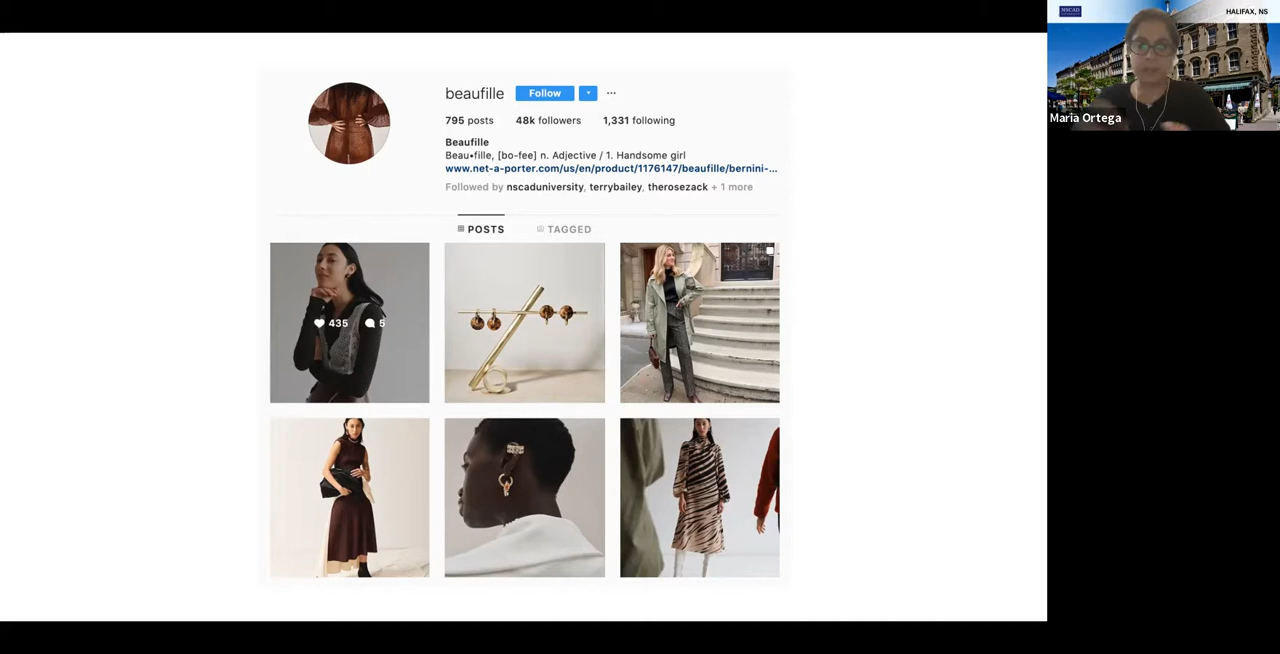 beaufille Follow ...
795 posts 48k followers 1,331 following
Beaufille
Beau•fille, [bo-fee] n. Adjective / 1. Handsome girl
www.net-a-porter.com/us/en/product/1176147/beaufille/bernini-...
Followed by nscaduniversity, terrybailey, therosezack + 1 more
POSTS TAGGED
435 5
NSCAD
HALIFAX, NS
Maria Ortega